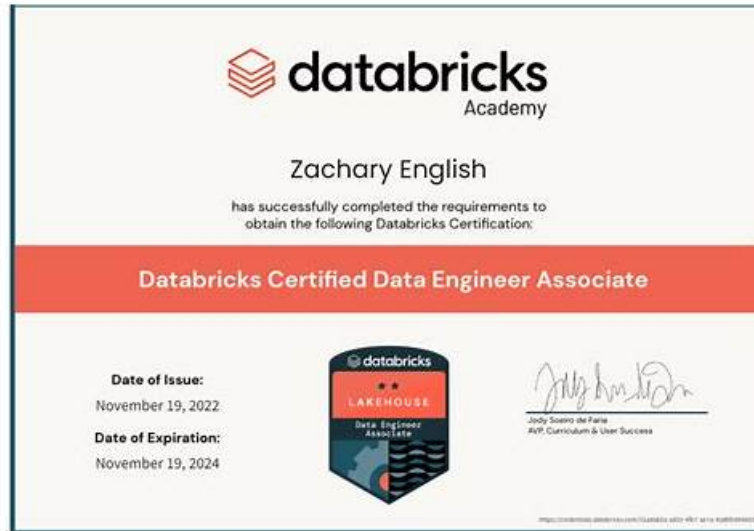 databricks
Academy
Zachary English
has successfully completed the requirements to
obtain the following Databricks Certification:
Databricks Certified Data Engineer Associate
Date of Issue:
November 19, 2022
Date of Expiration:
November 19, 2024
databricks
LAKEHOUSE
Data Engineer
Associate
Jody Soeiro de Faria
AVP, Curriculum & User Success